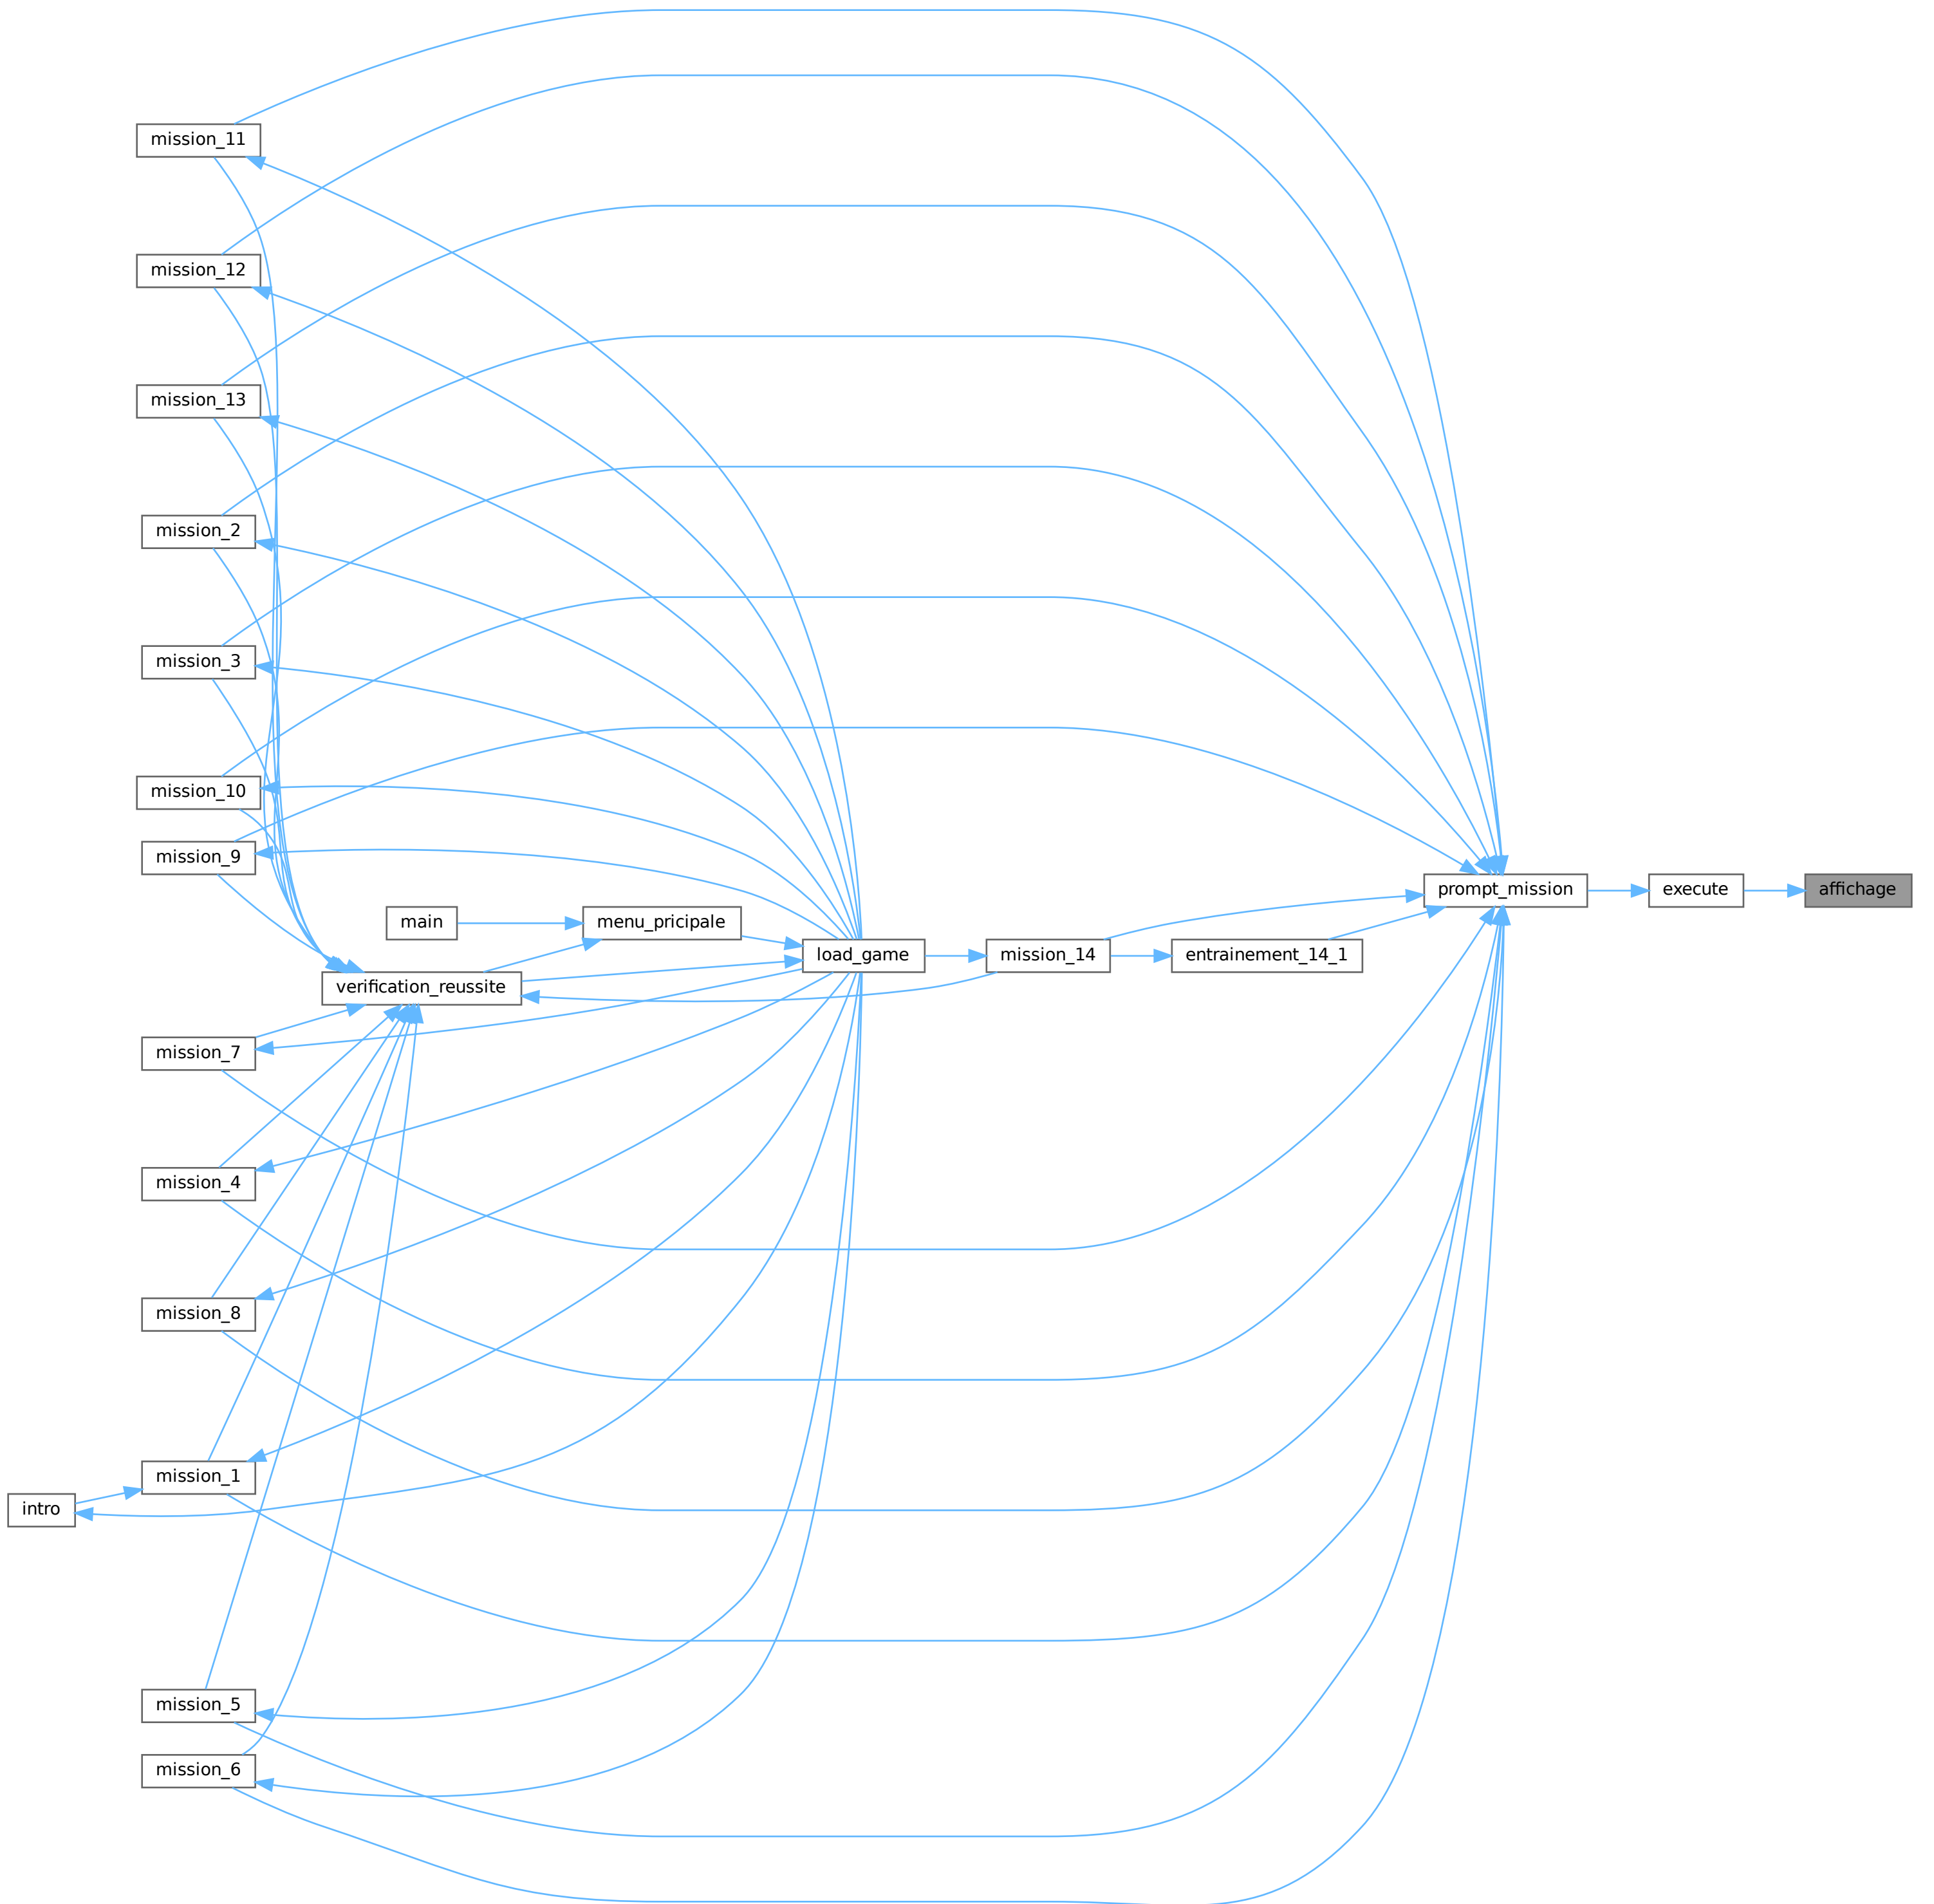 mission_11
mission_12
mission_13
mission_2
mission_3
mission_10
mission_9
prompt_mission
execute
affichage
main
menu_pricipale
load_game
mission_14
entrainement_14_1
verification_reussite
mission_7
mission_4
mission_8
mission_1
intro
mission_5
mission_6